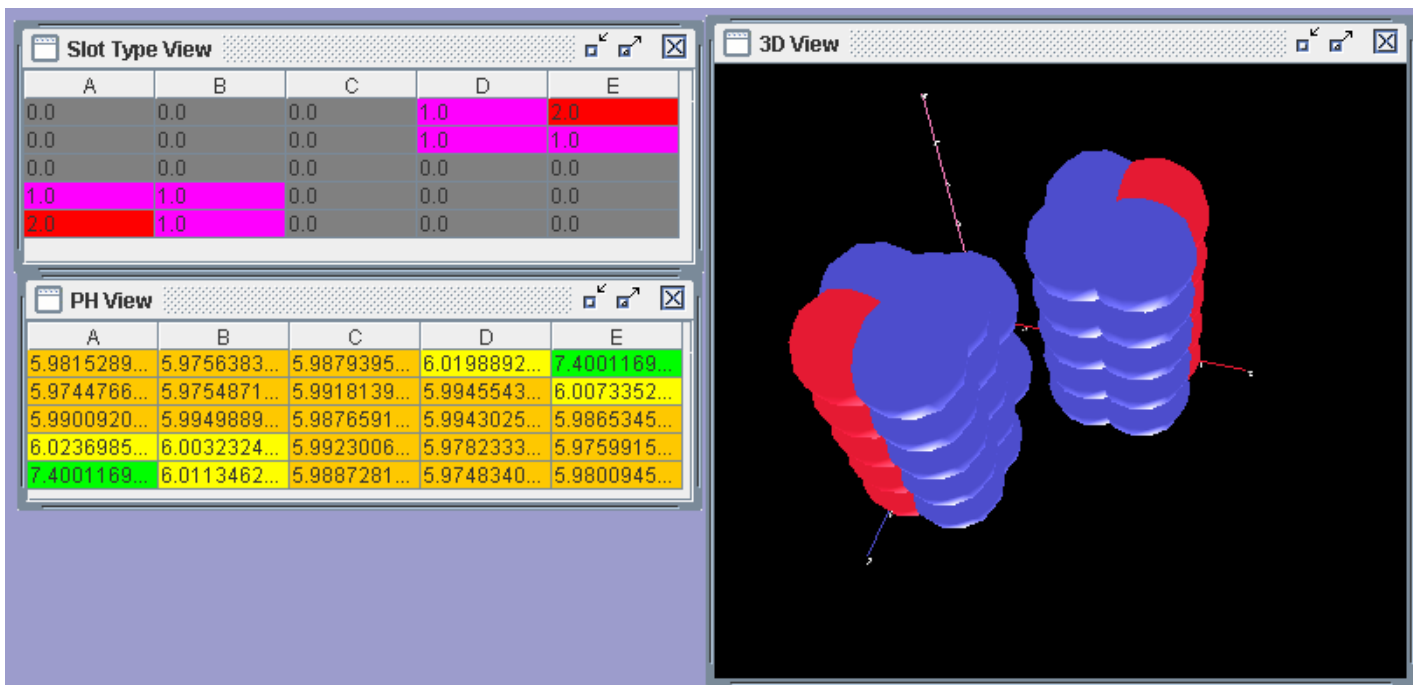 Slot Type View
A B C D E
0.0 0.0 0.0 1.0 2.0
0.0 0.0 0.0 1.0 1.0
0.0 0.0 0.0 0.0 0.0
1.0 1.0 0.0 0.0 0.0
2.0 1.0 0.0 0.0 0.0
PH View
A B C D E
5.9815289... 5.9756383... 5.9879395... 6.0198892... 7.4001169...
5.9744766... 5.9754871... 5.9918139... 5.9945543... 6.0073352...
5.9900920... 5.9949889... 5.9876591... 5.9943025... 5.9865345...
6.0236985... 6.0032324... 5.9923006... 5.9782333... 5.9759915...
7.4001169... 6.0113462... 5.9887281... 5.9748340... 5.9800945...
3D View